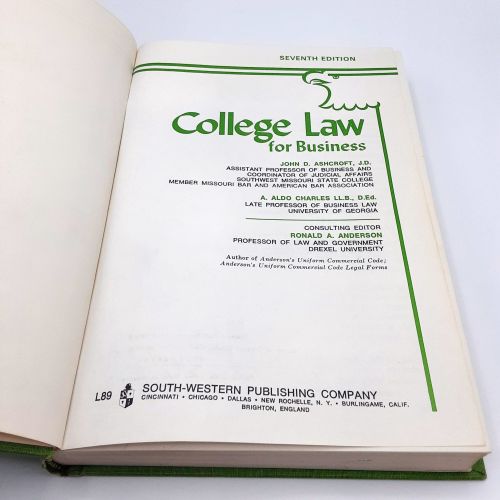 SEVENTH EDITION
College Law
for Business
JOHN D. ASHCROFT, J.D.
ASSISTANT PROFESSOR OF BUSINESS AND
COORDINATOR OF JUDICIAL AFFAIRS
SOUTHWEST MISSOURI STATE COLLEGE
MEMBER MISSOURI BAR AND AMERICAN BAR ASSOCIATION
A. ALDO CHARLES LL.B., D.Ed.
LATE PROFESSOR OF BUSINESS LAW
UNIVERSITY OF GEORGIA
CONSULTING EDITOR
RONALD A. ANDERSON
PROFESSOR OF LAW AND GOVERNMENT
DREXEL UNIVERSITY
Author of Anderson's Uniform Commercial Code;
Anderson's Uniform Commercial Code Legal Forms
L89
SOUTH-WESTERN PUBLISHING COMPANY
CINCINNATI • CHICAGO • DALLAS • NEW ROCHELLE, N. Y. • BURLINGAME, CALIF.
BRIGHTON, ENGLAND